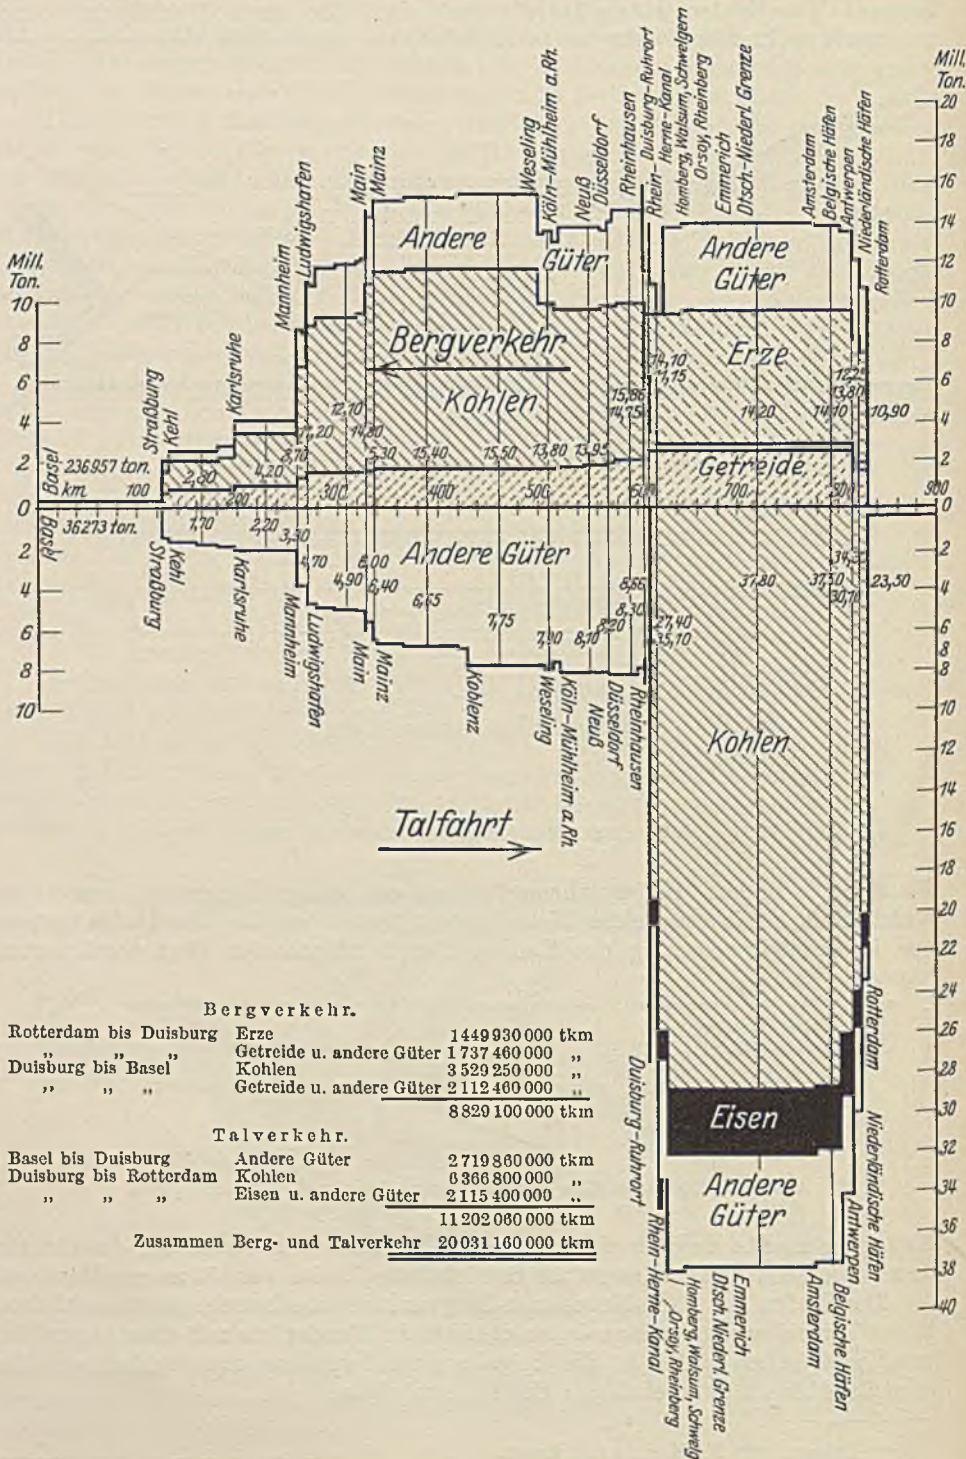 Mill. Ton.
20
18
16
14
12
10
8
6
4
2
0
2
4
6
8
10
12
14
16
18
20
22
24
26
28
30
32
34
36
38
40
Mill. Ton.
10
8
6
4
2
0
2
4
6
8
10
Basel
Straßburg
Kehl
Karlsruhe
Mannheim
Ludwigshafen
Main
Mainz
Weseling
Köln-Mühlheim a.Rh.
Neuß
Düsseldorf
Rheinhausen
Rhein-Duisburg-Ruhrort
Herne-Kanal
Homberg, Walsum, Schwelgern
Orsoy, Rheinberg
Emmerich
Dtsch.-Niederl. Grenze
Amsterdam
Belgische Häfen
Antwerpen
Niederländische Häfen
Rotterdam
Andere Güter
Andere Güter
Bergverkehr
Kohlen
Erze
Getreide
236957 ton.
km
100
200
300
400
500
600
700
800
900
2,80
4,20
8,70
11,20
12,10
14,80
5,30
15,40
15,50
13,80
13,95
14,75
15,86
14,10
14,20
14,10
13,80
10,90
36273 ton.
Basel
1,70
2,20
3,30
4,70
4,90
6,00
6,40
6,65
7,75
7,90
8,10
8,20
8,30
8,66
27,40
35,10
37,80
37,50
23,50
Andere Güter
Straßburg
Kehl
Karlsruhe
Mannheim
Ludwigshafen
Main
Mainz
Koblenz
Weseling
Köln-Mühlheim a.Rh.
Neuß
Düsseldorf
Rheinhausen
Talfahrt
Kohlen
Eisen
Andere Güter
Duisburg-Ruhrort
Rhein-Herne-Kanal
Orsoy, Rheinberg
Homberg, Walsum, Schwelg
Dtsch. Niederl. Grenze
Emmerich
Amsterdam
Belgische Häfen
Antwerpen
Niederländische Häfen
Rotterdam
Bergverkehr.
Rotterdam bis Duisburg Erze 1449930000 tkm
„ „ „ Getreide u. andere Güter 1737460000 „
Duisburg bis Basel Kohlen 3529250000 „
„ „ „ Getreide u. andere Güter 2112460000 „
8829100000 tkm
Talverkehr.
Basel bis Duisburg Andere Güter 2719860000 tkm
Duisburg bis Rotterdam Kohlen 6366800000 „
„ „ „ Eisen u. andere Güter 2115400000 „
11202060000 tkm
Zusammen Berg- und Talverkehr 20031160000 tkm